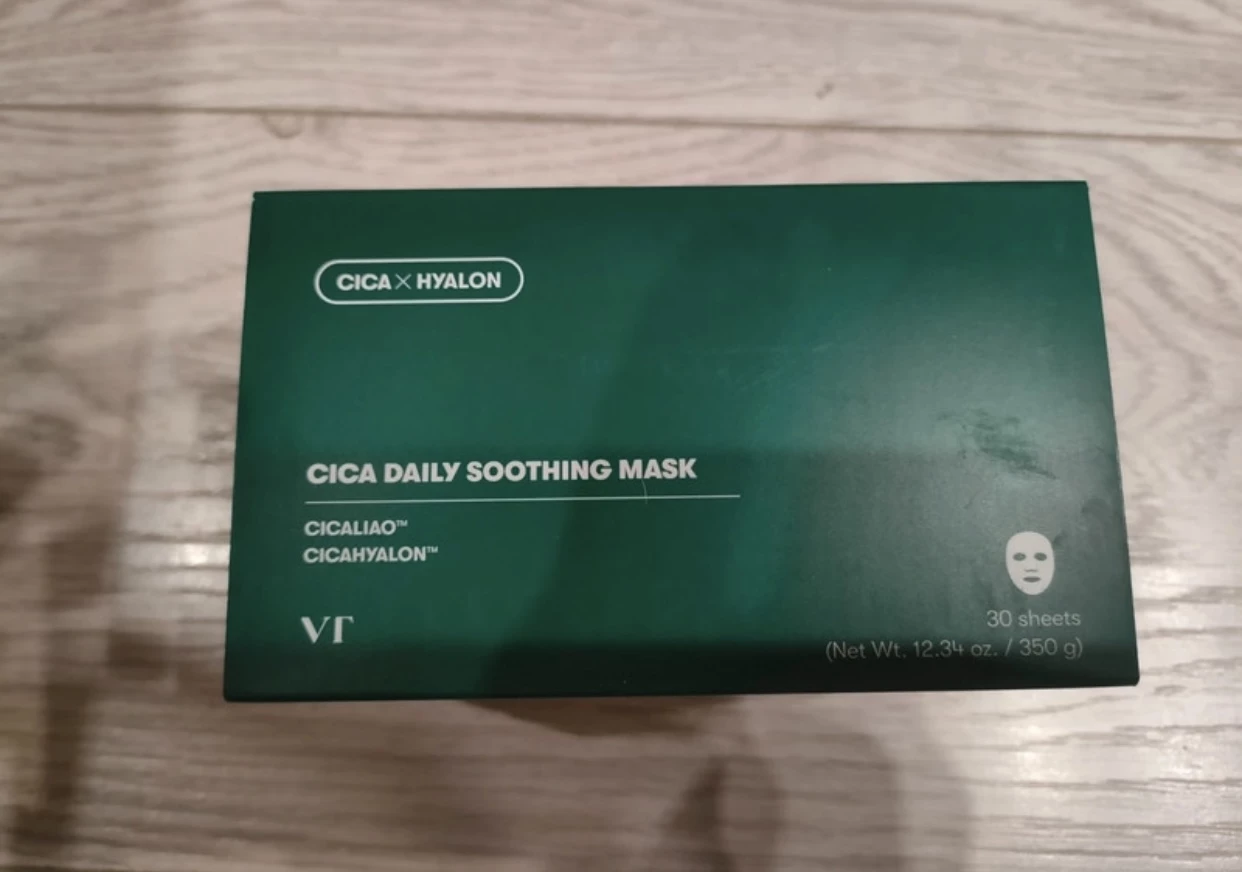 CICA X HYALON
CICA DAILY SOOTHING MASK
CICALIAO™
CICAHYALON™
VT
30 sheets
(Net Wt. 12.34 oz. / 350 g)